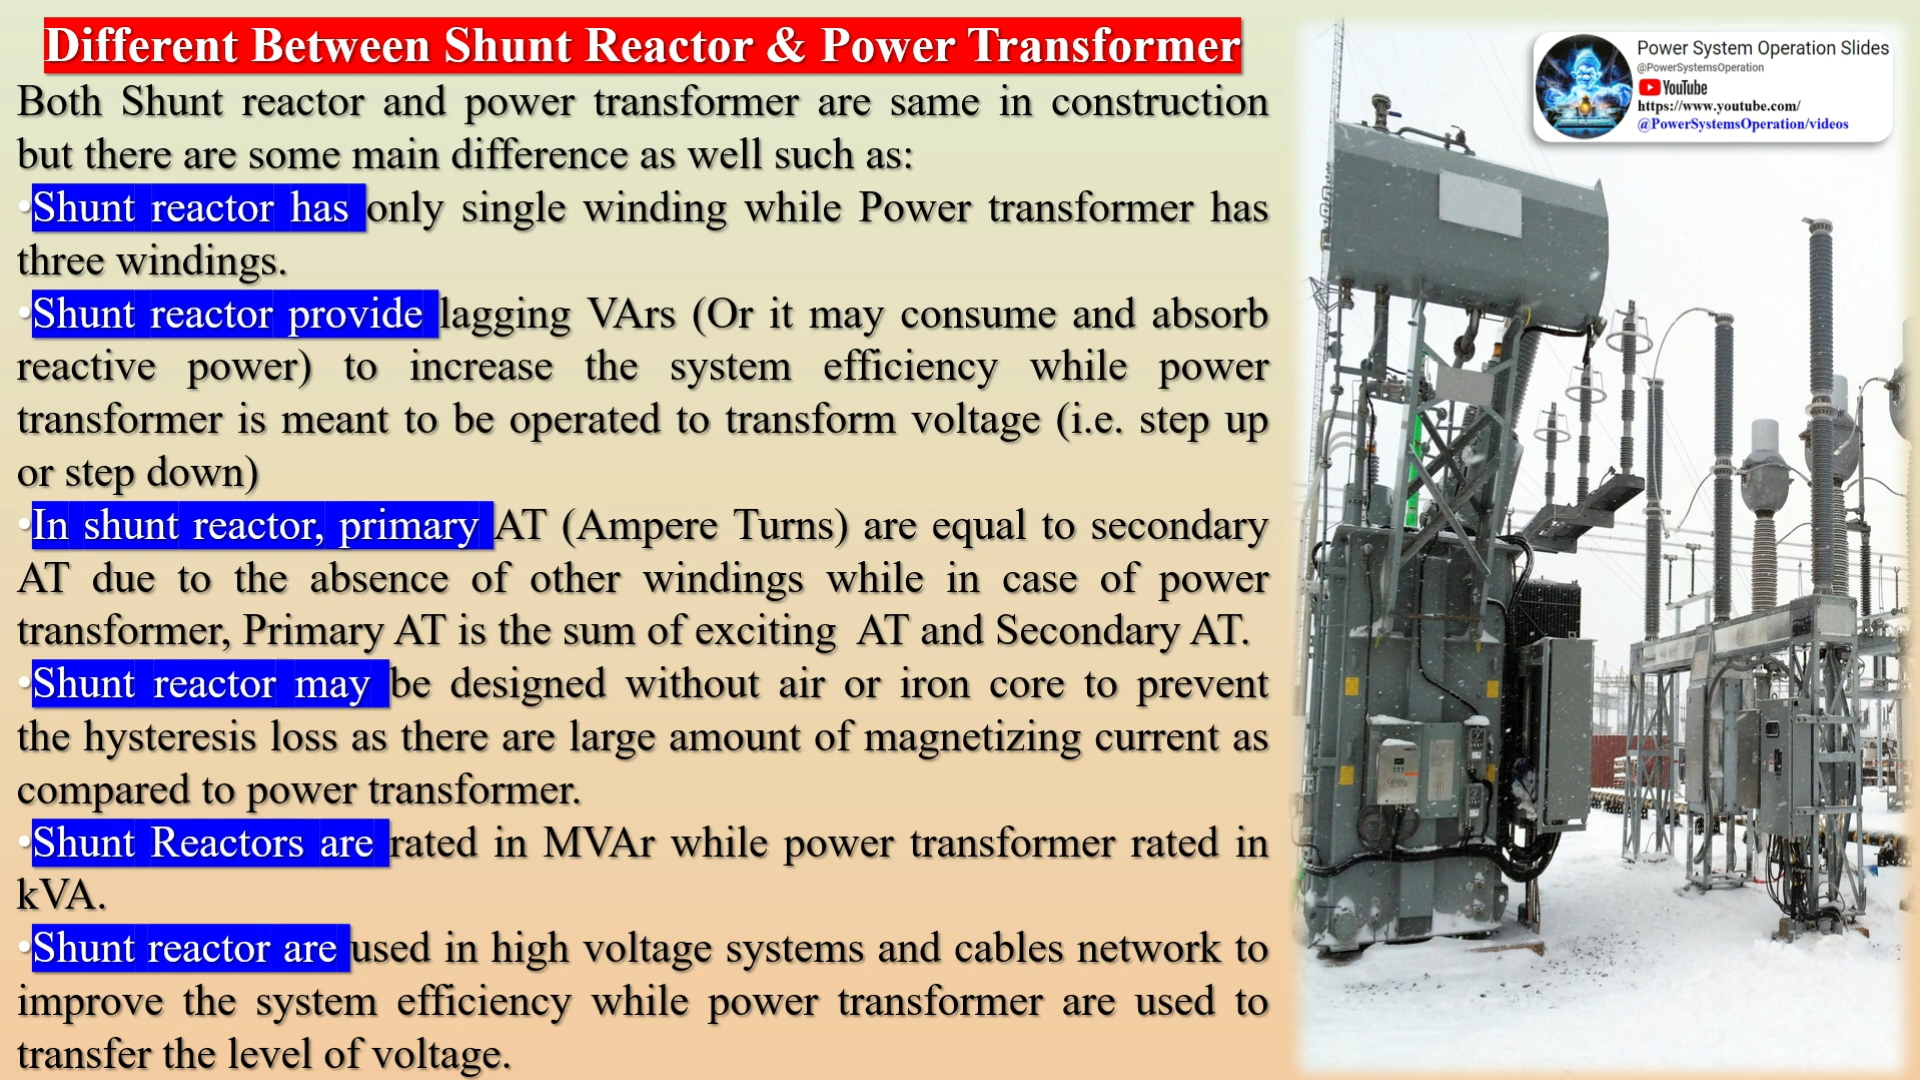 Different Between Shunt Reactor & Power Transformer
Both Shunt reactor and power transformer are same in construction
but there are some main difference as well such as:
•Shunt reactor has only single winding while Power transformer has
three windings.
•Shunt reactor provide lagging VArs (Or it may consume and absorb
reactive power) to increase the system efficiency while power
transformer is meant to be operated to transform voltage (i.e. step up
or step down)
•In shunt reactor, primary AT (Ampere Turns) are equal to secondary
AT due to the absence of other windings while in case of power
transformer, Primary AT is the sum of exciting AT and Secondary AT.
•Shunt reactor may be designed without air or iron core to prevent
the hysteresis loss as there are large amount of magnetizing current as
compared to power transformer.
•Shunt Reactors are rated in MVAr while power transformer rated in
kVA.
•Shunt reactor are used in high voltage systems and cables network to
improve the system efficiency while power transformer are used to
transfer the level of voltage.
Power System Operation Slides
@PowerSystemsOperation
YouTube
https://www.youtube.com/
@PowerSystemsOperation/videos